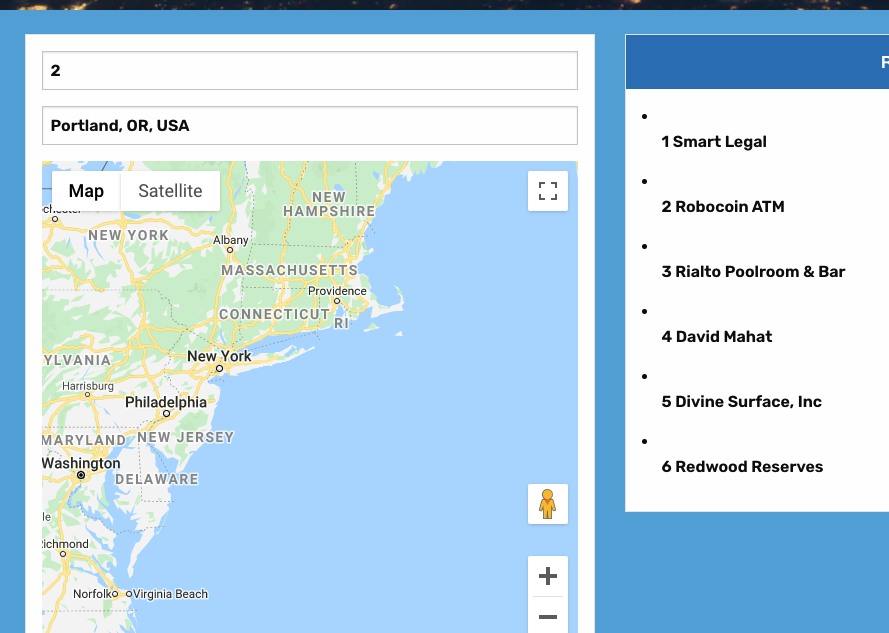 2
Portland, OR, USA
Map
Satellite
NEW
HAMPSHIRE
NEW YORK
Albany
MASSACHUSETTS
Providence
CONNECTICUT
RI
New York
YLVANIA
Harrisburg
Philadelphia
MARYLAND
NEW JERSEY
Washington
DELAWARE
le
ichmond
Norfolk
Virginia Beach
R
1 Smart Legal
2 Robocoin ATM
3 Rialto Poolroom & Bar
4 David Mahat
5 Divine Surface, Inc
6 Redwood Reserves